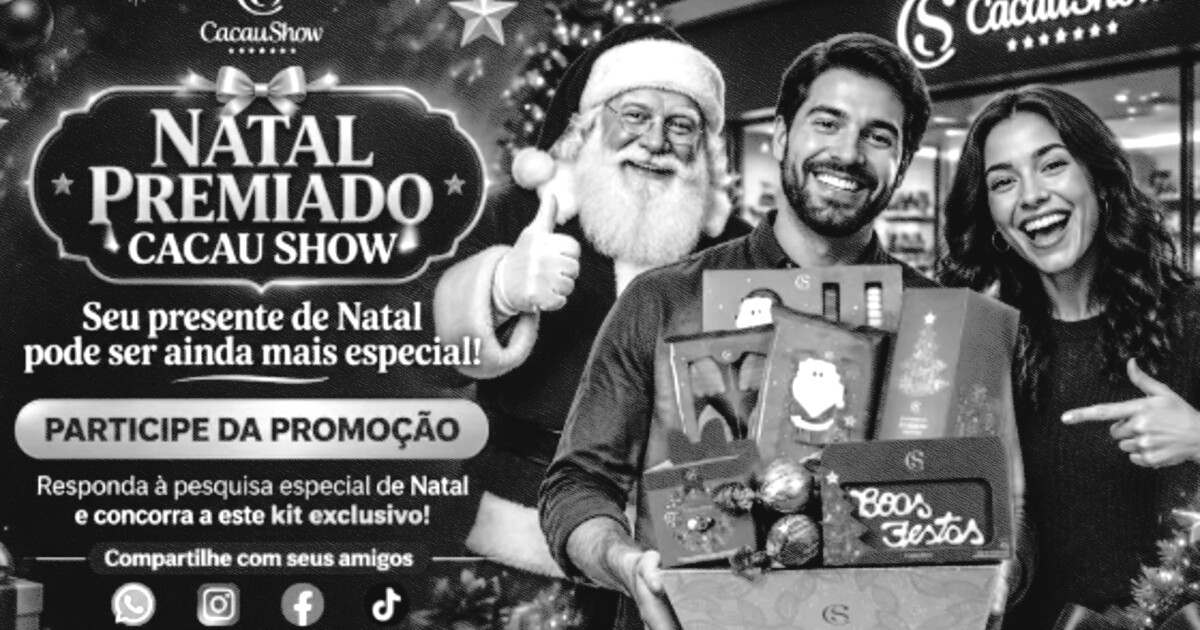 CacauShow
NATAL
PREMIADO
CACAU SHOW
Seu presente de Natal
pode ser ainda mais especial!
PARTICIPE DA PROMOÇÃO
Responda à pesquisa especial de Natal
e concorra a este kit exclusivo!
Compartilhe com seus amigos
CacauShow
Boas
Festas